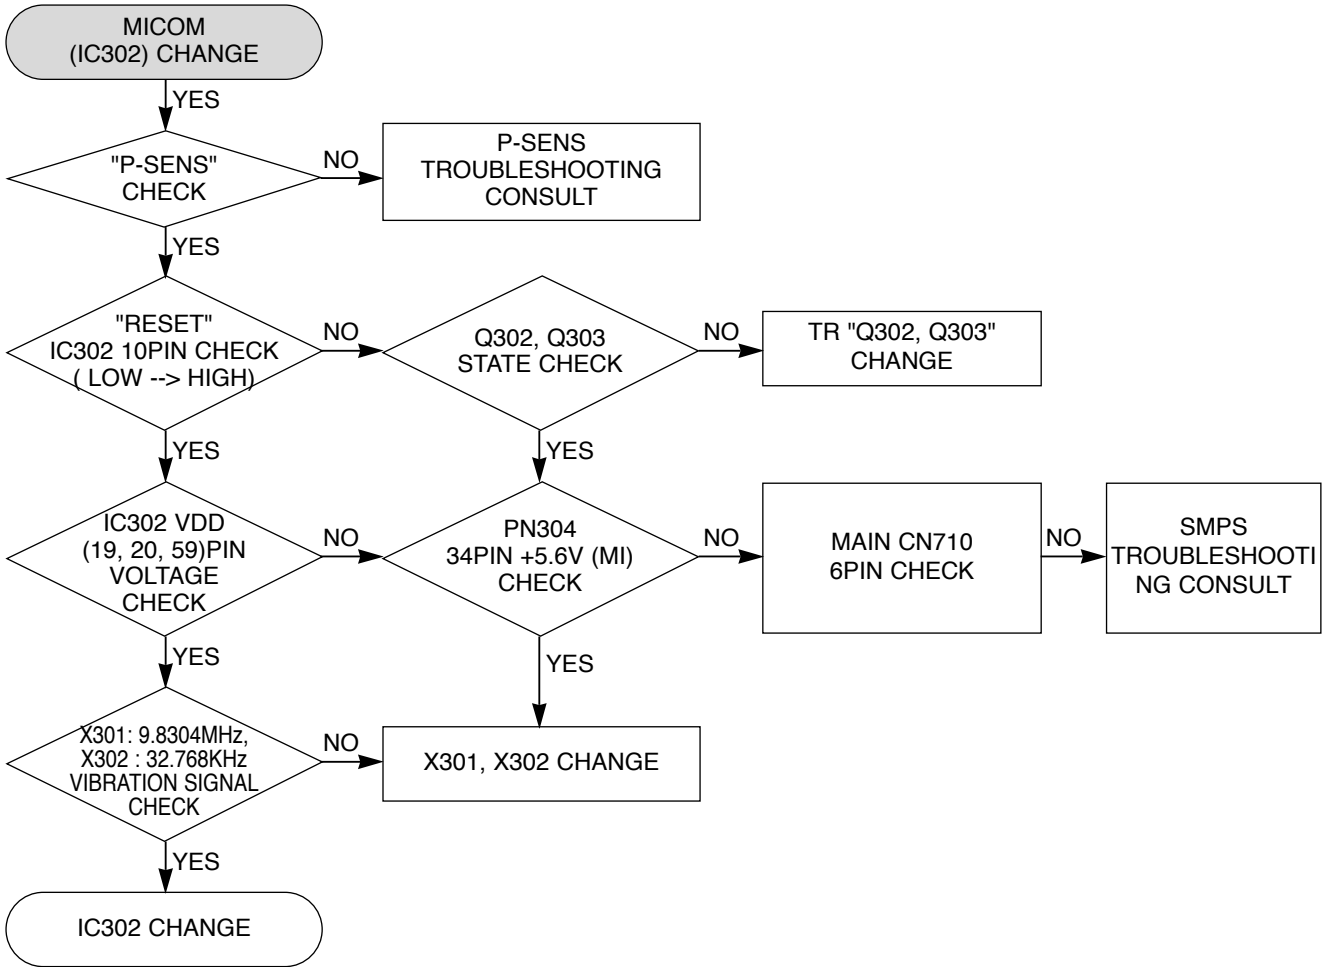 MICOM
(IC302) CHANGE
YES
"P-SENS"
CHECK
NO
P-SENS
TROUBLESHOOTING
CONSULT
YES
"RESET"
IC302 10PIN CHECK
( LOW --> HIGH)
NO
Q302, Q303
STATE CHECK
NO
TR "Q302, Q303"
CHANGE
YES
YES
IC302 VDD
(19, 20, 59)PIN
VOLTAGE
CHECK
NO
PN304
34PIN +5.6V (MI)
CHECK
NO
MAIN CN710
6PIN CHECK
NO
SMPS
TROUBLESHOOTI
NG CONSULT
YES
YES
X301: 9.8304MHz,
X302 : 32.768KHz
VIBRATION SIGNAL
CHECK
NO
X301, X302 CHANGE
YES
IC302 CHANGE